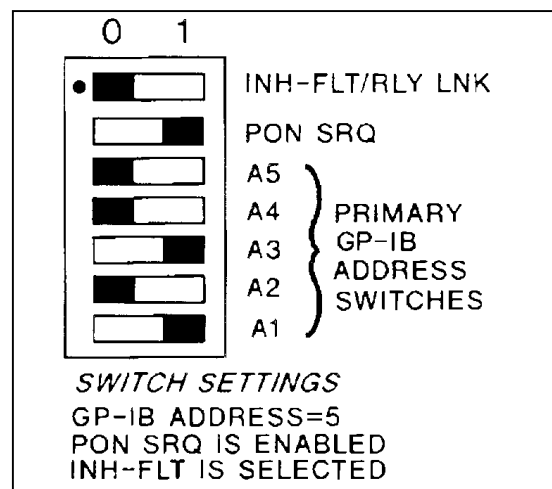 0 1
INH-FLT/RLY LNK
PON SRQ
A5
A4
A3
A2
A1
PRIMARY
GP-IB
ADDRESS
SWITCHES
SWITCH SETTINGS
GP-IB ADDRESS=5
PON SRQ IS ENABLED
INH-FLT IS SELECTED